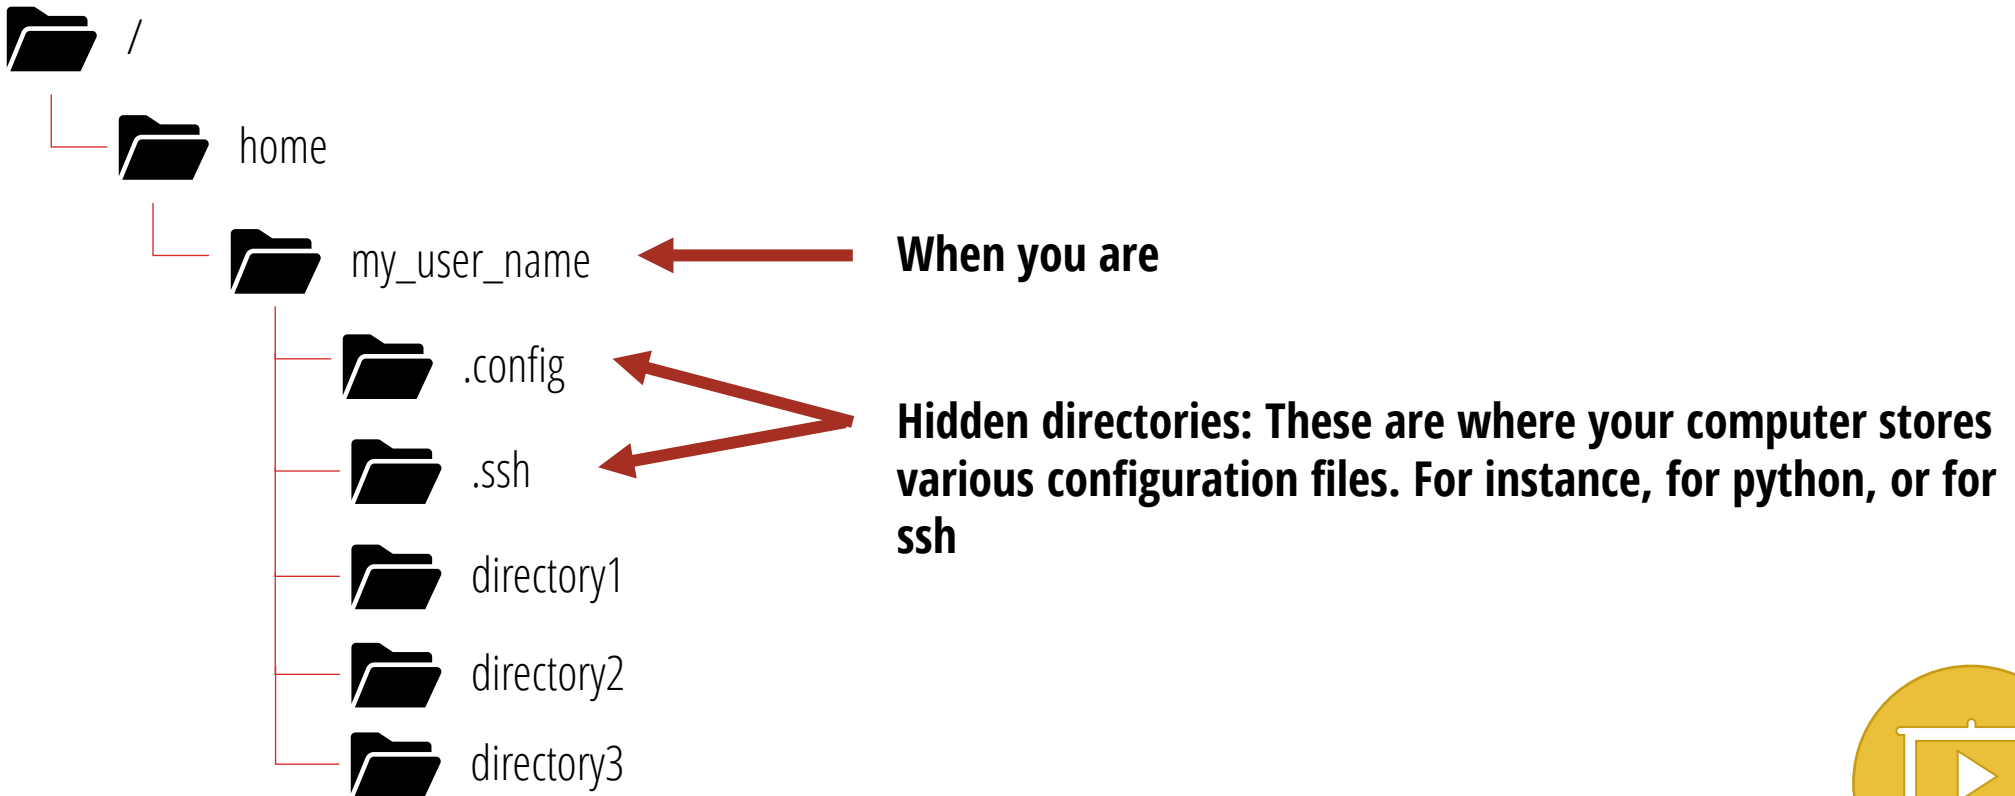 /
home
my_user_name
When you are
.config
.ssh
Hidden directories: These are where your computer stores
various configuration files. For instance, for python, or for
ssh
directory1
directory2
directory3